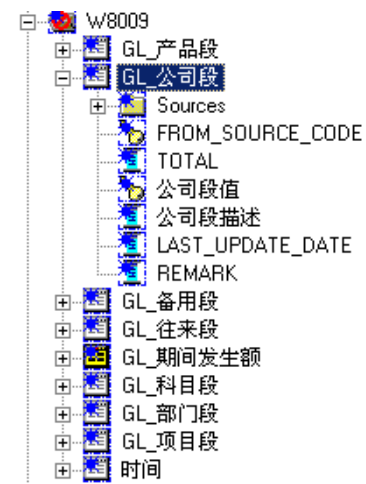 W8009
GL_产品段
GL_公司段
Sources
FROM_SOURCE_CODE
TOTAL
公司段值
公司段描述
LAST_UPDATE_DATE
REMARK
GL_备用段
GL_往来段
GL_期间发生额
GL_科目段
GL_部门段
GL_项目段
时间